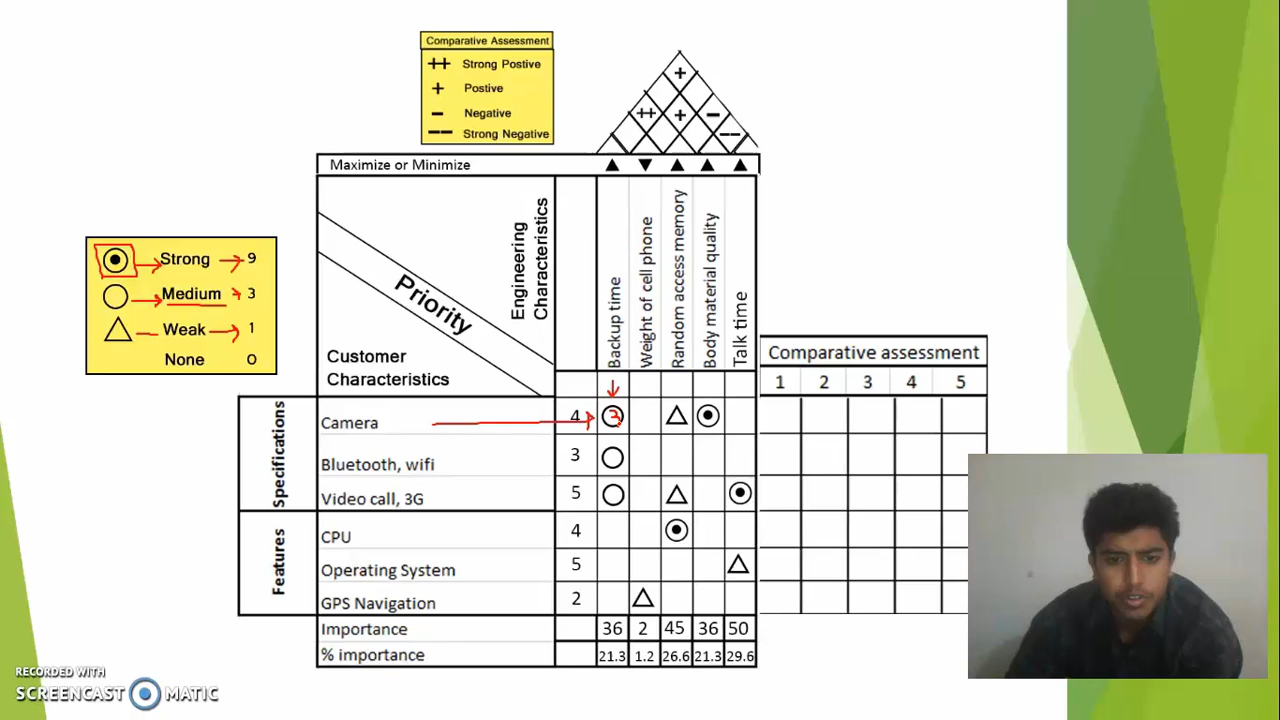 Comparative Assessment
++ Strong Postive
+ Postive
− Negative
−− Strong Negative
+
++ + −
−−
Maximize or Minimize ▲ ▼ ▲ ▲ ▲
Engineering
Characteristics
Priority
Customer
Characteristics
Backup time
Weight of cell phone
Random access memory
Body material quality
Talk time
Strong 9
Medium 3
Weak 1
None 0
Comparative assessment
1 2 3 4 5
Specifications
Camera 4 3
Bluetooth, wifi 3
Video call, 3G 5
Features
CPU 4
Operating System 5
GPS Navigation 2
Importance 36 2 45 36 50
% importance 21.3 1.2 26.6 21.3 29.6
RECORDED WITH
SCREENCAST MATIC